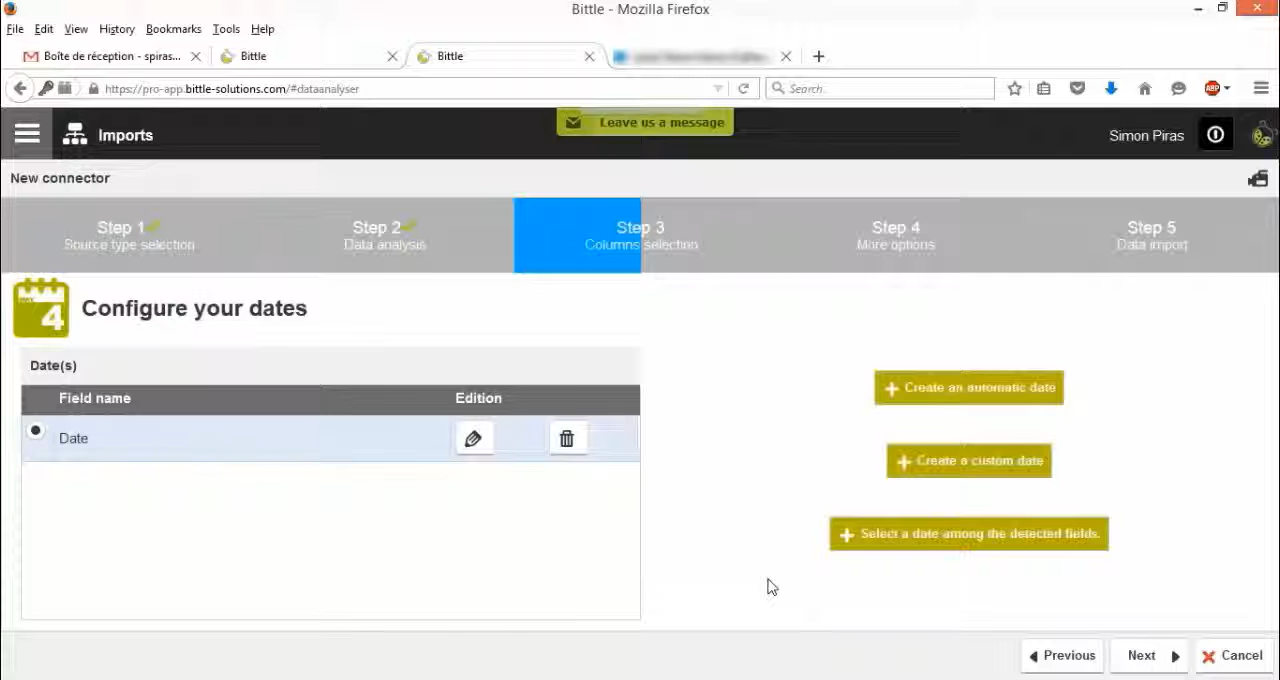 Bittle - Mozilla Firefox
File Edit View History Bookmarks Tools Help
Boîte de réception - spiras...
Bittle
Bittle
https://pro-app.bittle-solutions.com/#dataanalyser
Search
ABP
Imports
Leave us a message
Simon Piras
New connector
Step 1
Source type selection
Step 2
Data analysis
Step 3
Columns selection
Step 4
More options
Step 5
Data import
4
Configure your dates
Date(s)
Field name Edition
Date
Create an automatic date
Create a custom date
Select a date among the detected fields.
Previous Next Cancel